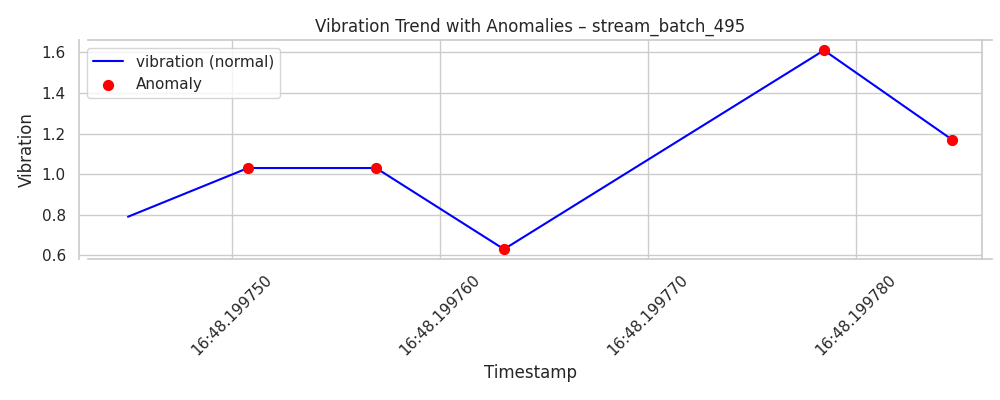 Vibration Trend with Anomalies – stream_batch_495
vibration (normal)
Anomaly
Vibration
1.6
1.4
1.2
1.0
0.8
0.6
16:48.199750
16:48.199760
16:48.199770
16:48.199780
Timestamp